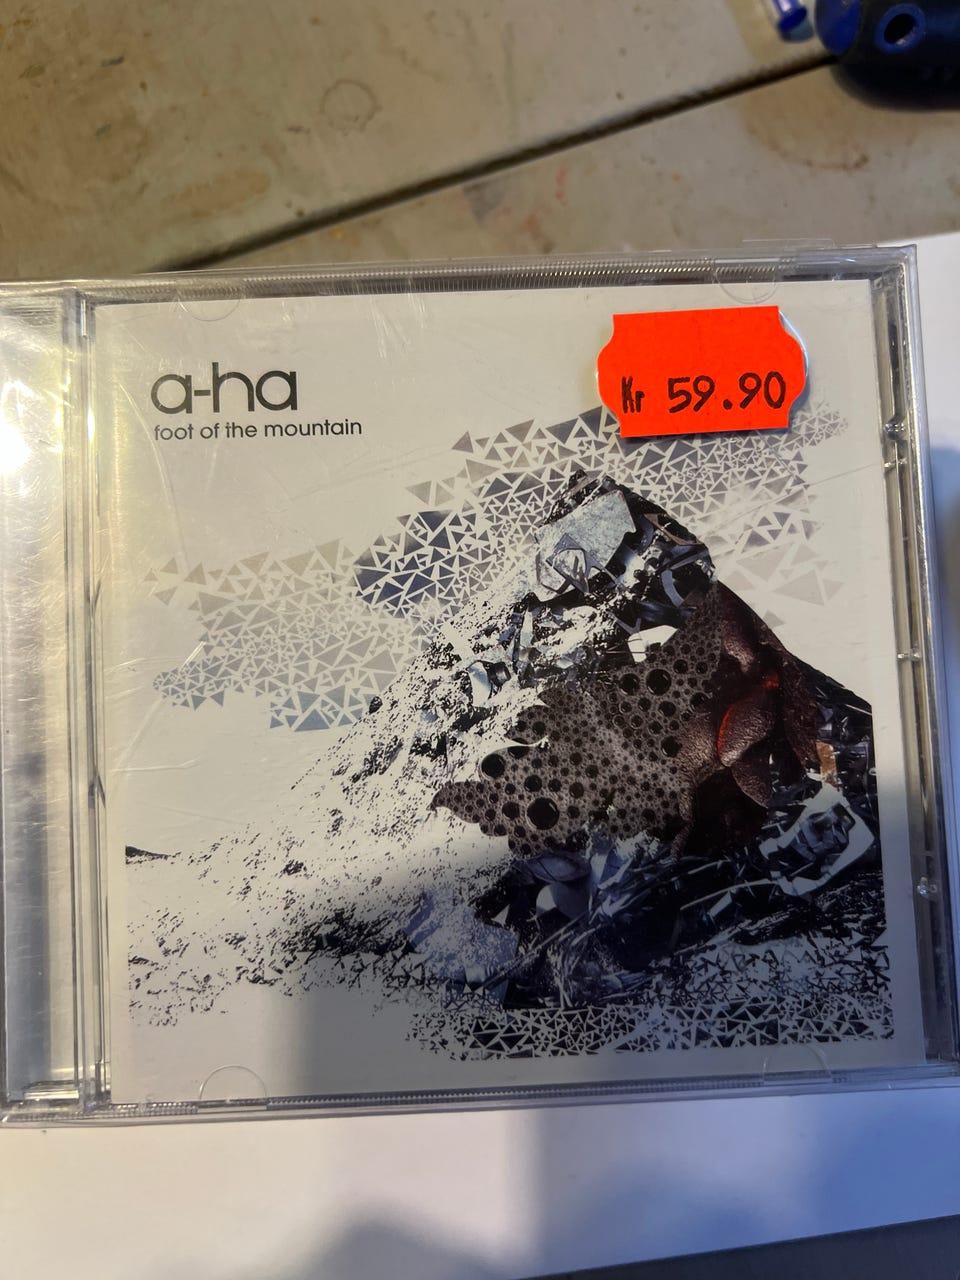 a-ha
foot of the mountain
Kr 59.90